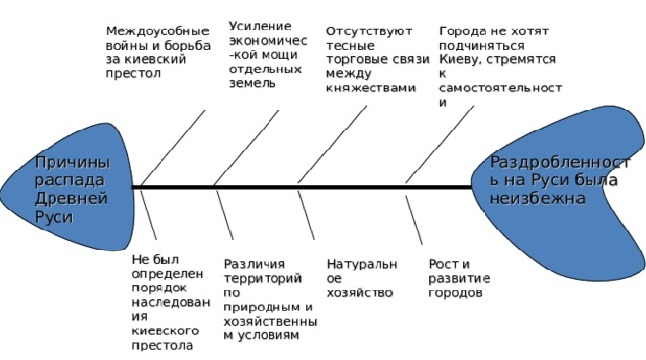 Междоусобные
войны и борьба
за киевский
престол
Усиление
экономичес
-кой мощи
отдельных
земель
Отсутствуют
тесные
торговые связи
между
княжествами
Города не хотят
подчиняться
Киеву, стремятся
к
самостоятельност
и
Причины
распада
Древней
Руси
Раздробленност
ь на Руси была
неизбежна
Не был
определен
порядок
наследован
ия
киевского
престола
Различия
территорий
по
природным и
хозяйственны
м условиям
Натуральн
ое
хозяйство
Рост и
развитие
городов